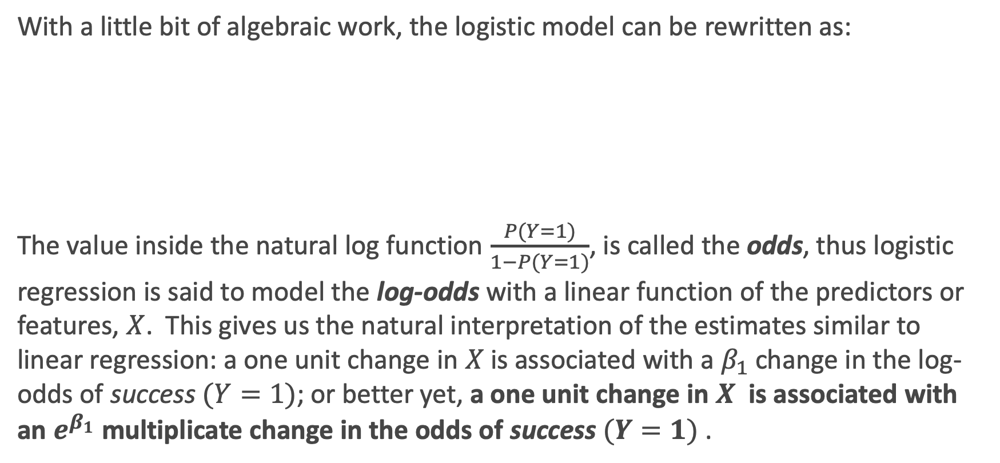 With a little bit of algebraic work, the logistic model can be rewritten as:
The value inside the natural log function \frac{P(Y=1)}{1-P(Y=1)}, is called the odds, thus logistic
regression is said to model the log-odds with a linear function of the predictors or
features, X. This gives us the natural interpretation of the estimates similar to
linear regression: a one unit change in X is associated with a β₁ change in the log-
odds of success (Y = 1); or better yet, a one unit change in X is associated with
an e^{β₁} multiplicate change in the odds of success (Y = 1) .